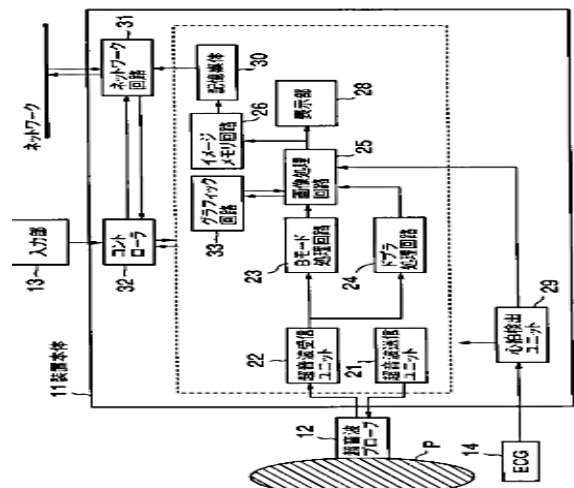 ネットワーク
ネットワーク
回路
31
記憶媒体
30
イメージ
メモリ回路
26
表示部
28
入力部
13
コント
ローラ
32
グラフィック
回路
33
画像処理
回路
25
Bモード
処理回路
23
ドプラ
処理回路
24
11装置本体
超音波受信
ユニット
22
超音波送信
ユニット
21
心拍検出
ユニット
29
12
超音波
プローブ
P
14
ECG